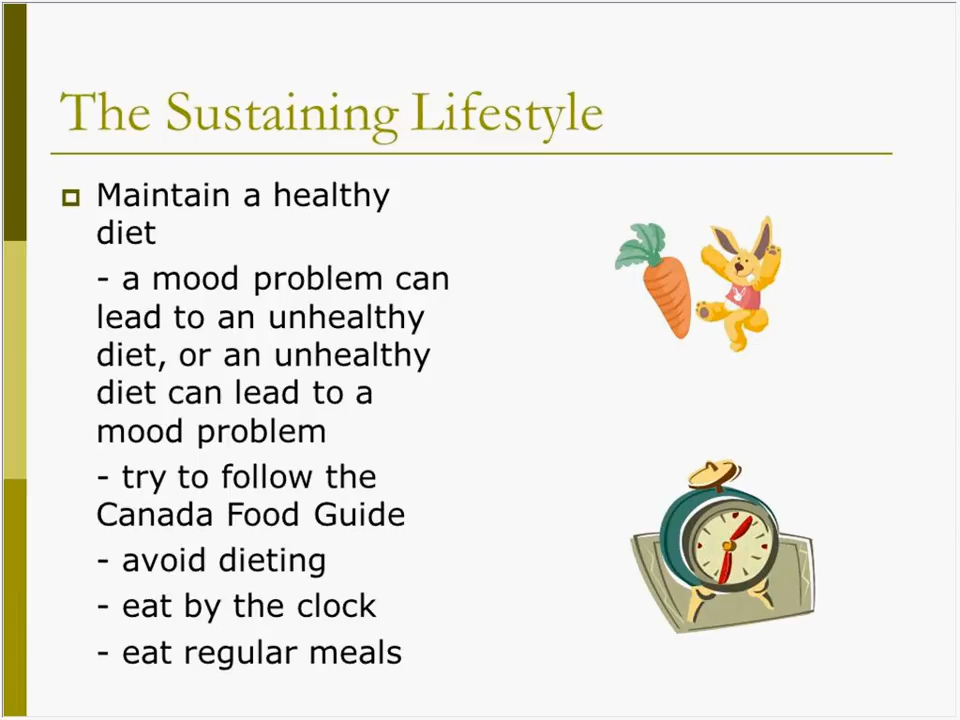 The Sustaining Lifestyle
Maintain a healthy
diet
- a mood problem can
lead to an unhealthy
diet, or an unhealthy
diet can lead to a
mood problem
- try to follow the
Canada Food Guide
- avoid dieting
- eat by the clock
- eat regular meals